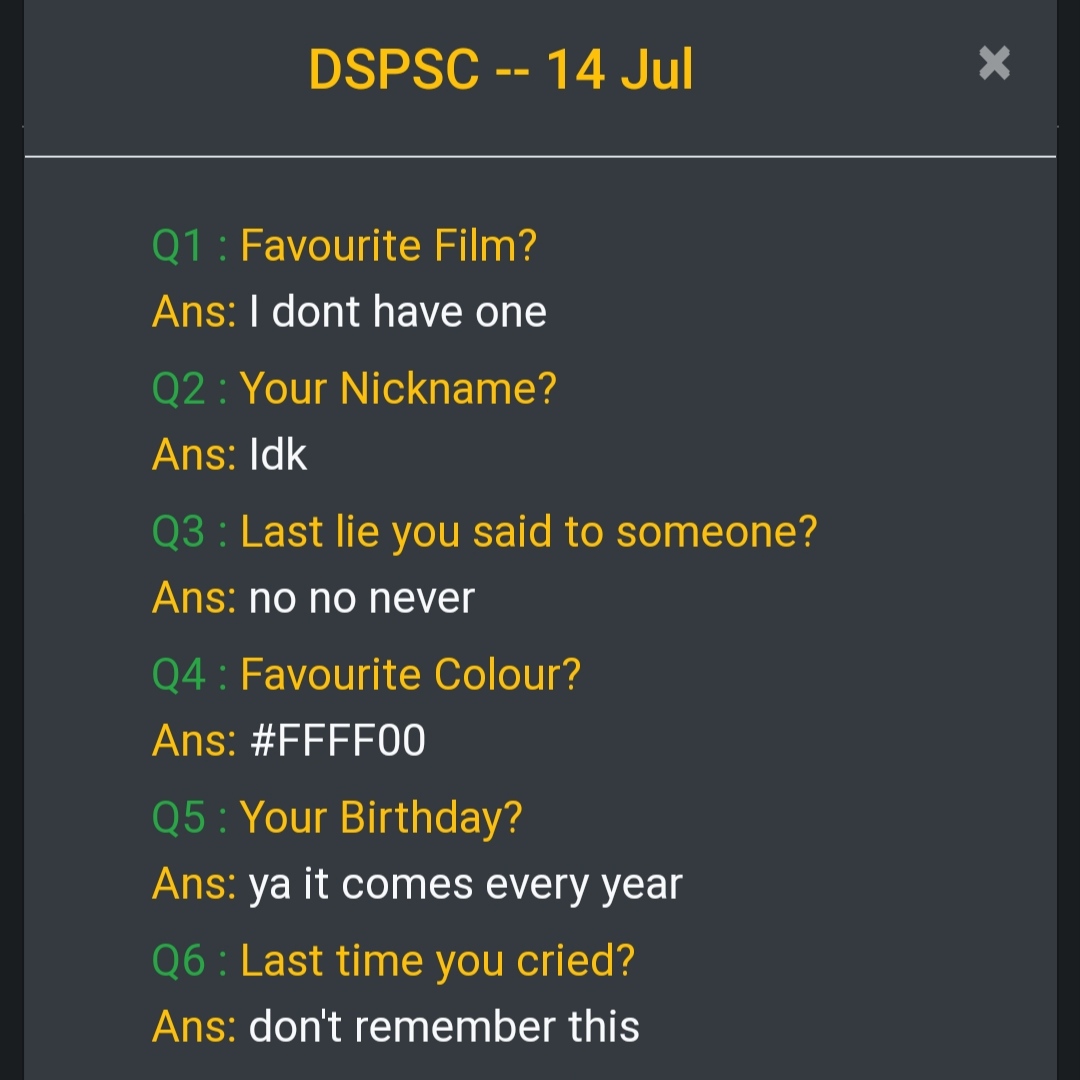 DSPSC -- 14 Jul
Q1 : Favourite Film?
Ans: I dont have one
Q2 : Your Nickname?
Ans: Idk
Q3 : Last lie you said to someone?
Ans: no no never
Q4 : Favourite Colour?
Ans: #FFFF00
Q5 : Your Birthday?
Ans: ya it comes every year
Q6 : Last time you cried?
Ans: don't remember this